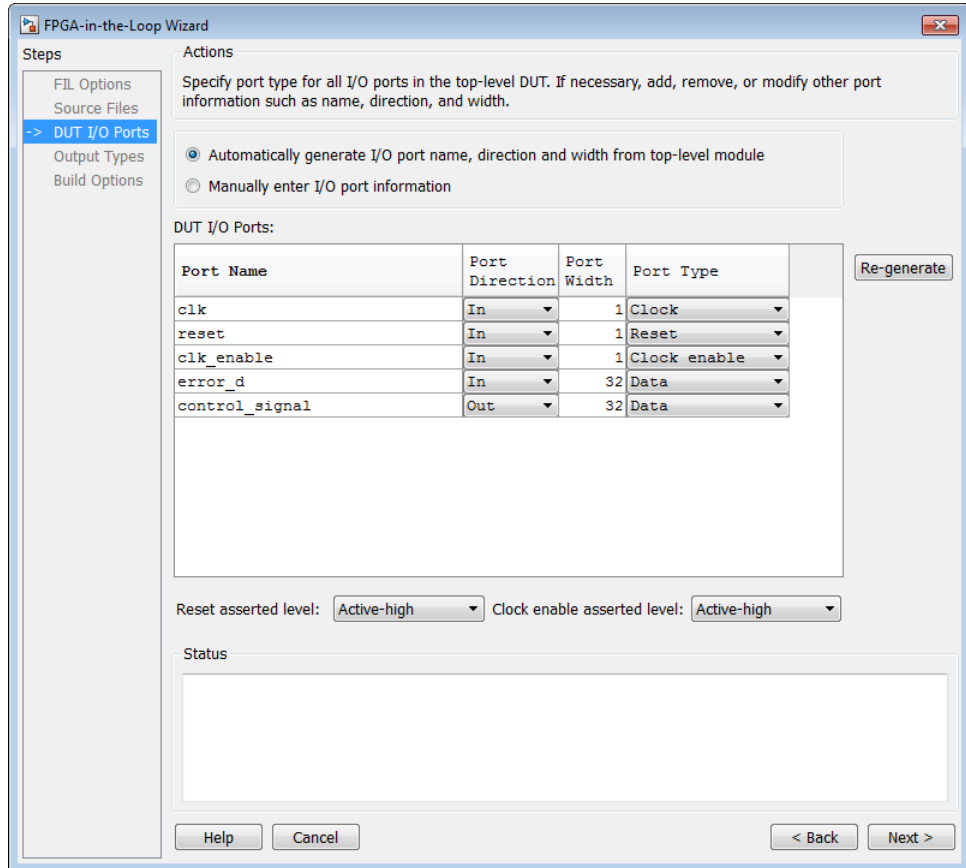 FPGA-in-the-Loop Wizard
Steps
FIL Options
Source Files
-> DUT I/O Ports
Output Types
Build Options
Actions
Specify port type for all I/O ports in the top-level DUT. If necessary, add, remove, or modify other port
information such as name, direction, and width.
Automatically generate I/O port name, direction and width from top-level module
Manually enter I/O port information
DUT I/O Ports:
Port Name Port Direction Port Width Port Type
clk In 1 Clock
reset In 1 Reset
clk_enable In 1 Clock enable
error_d In 32 Data
control_signal Out 32 Data
Re-generate
Reset asserted level: Active-high Clock enable asserted level: Active-high
Status
Help Cancel < Back Next >